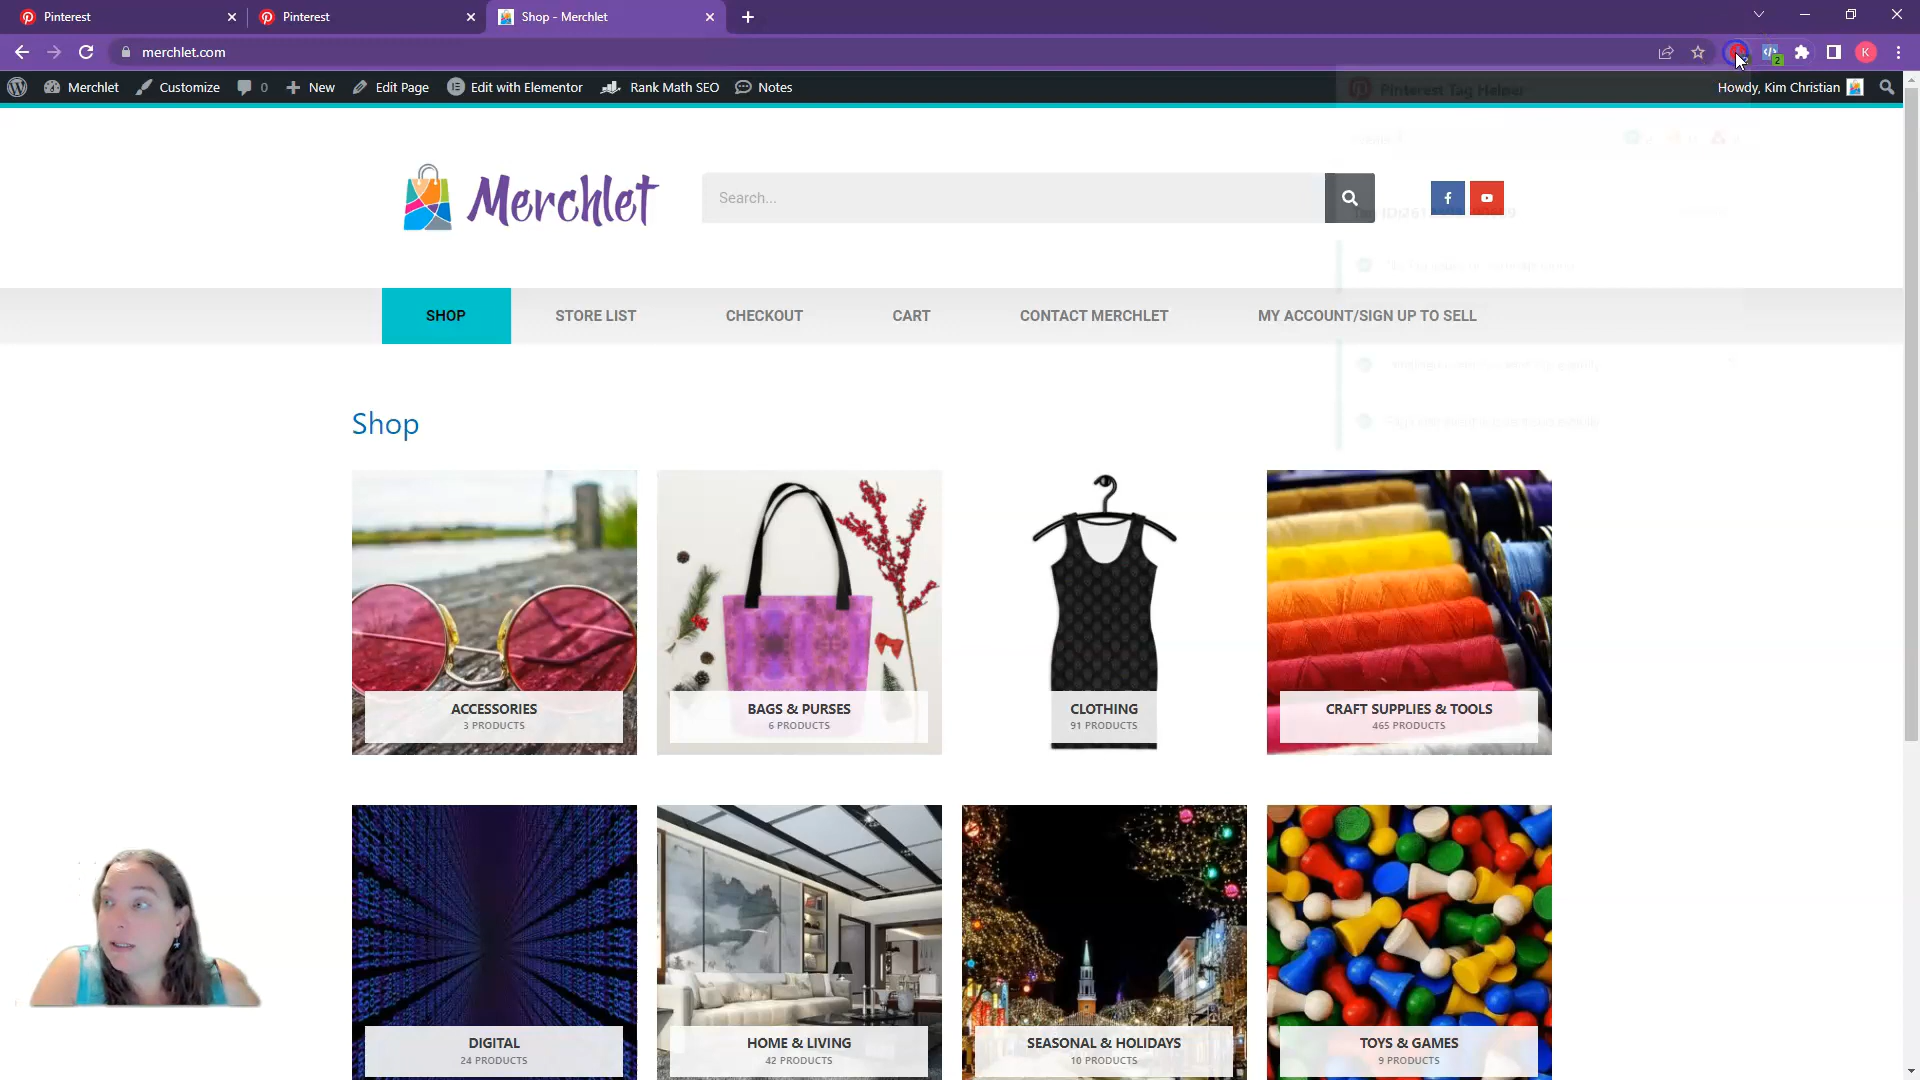 Pinterest
Pinterest
Shop - Merchlet
merchlet.com
K
Merchlet
Customize
0
New
Edit Page
Edit with Elementor
Rank Math SEO
Notes
Howdy, Kim Christian
Pinterest Tag Helper
Merchlet
Search...
SHOP
STORE LIST
CHECKOUT
CART
CONTACT MERCHLET
MY ACCOUNT/SIGN UP TO SELL
Shop
ACCESSORIES
3 PRODUCTS
BAGS & PURSES
6 PRODUCTS
CLOTHING
91 PRODUCTS
CRAFT SUPPLIES & TOOLS
465 PRODUCTS
DIGITAL
24 PRODUCTS
HOME & LIVING
42 PRODUCTS
SEASONAL & HOLIDAYS
10 PRODUCTS
TOYS & GAMES
9 PRODUCTS